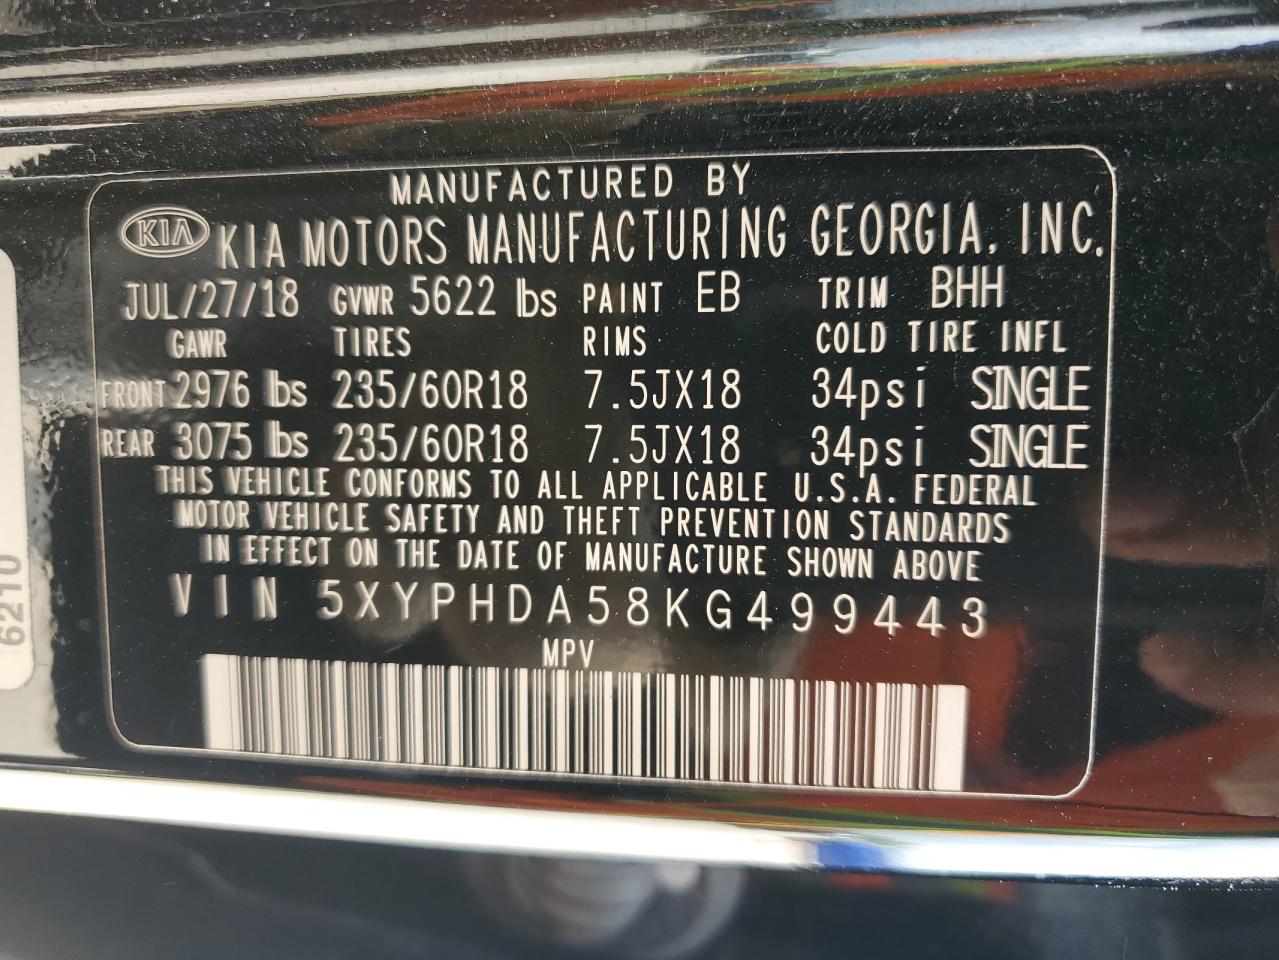 MANUFACTURED BY
KIA KIA MOTORS MANUFACTURING GEORGIA, INC.
JUL/27/18 GVWR 5622 lbs PAINT EB TRIM BHH
GAWR TIRES RIMS COLD TIRE INFL
FRONT 2976 lbs 235/60R18 7.5JX18 34psi SINGLE
REAR 3075 lbs 235/60R18 7.5JX18 34psi SINGLE
THIS VEHICLE CONFORMS TO ALL APPLICABLE U.S.A. FEDERAL
MOTOR VEHICLE SAFETY AND THEFT PREVENTION STANDARDS
IN EFFECT ON THE DATE OF MANUFACTURE SHOWN ABOVE
VIN 5XYPHDA58KG499443
MPV
6210